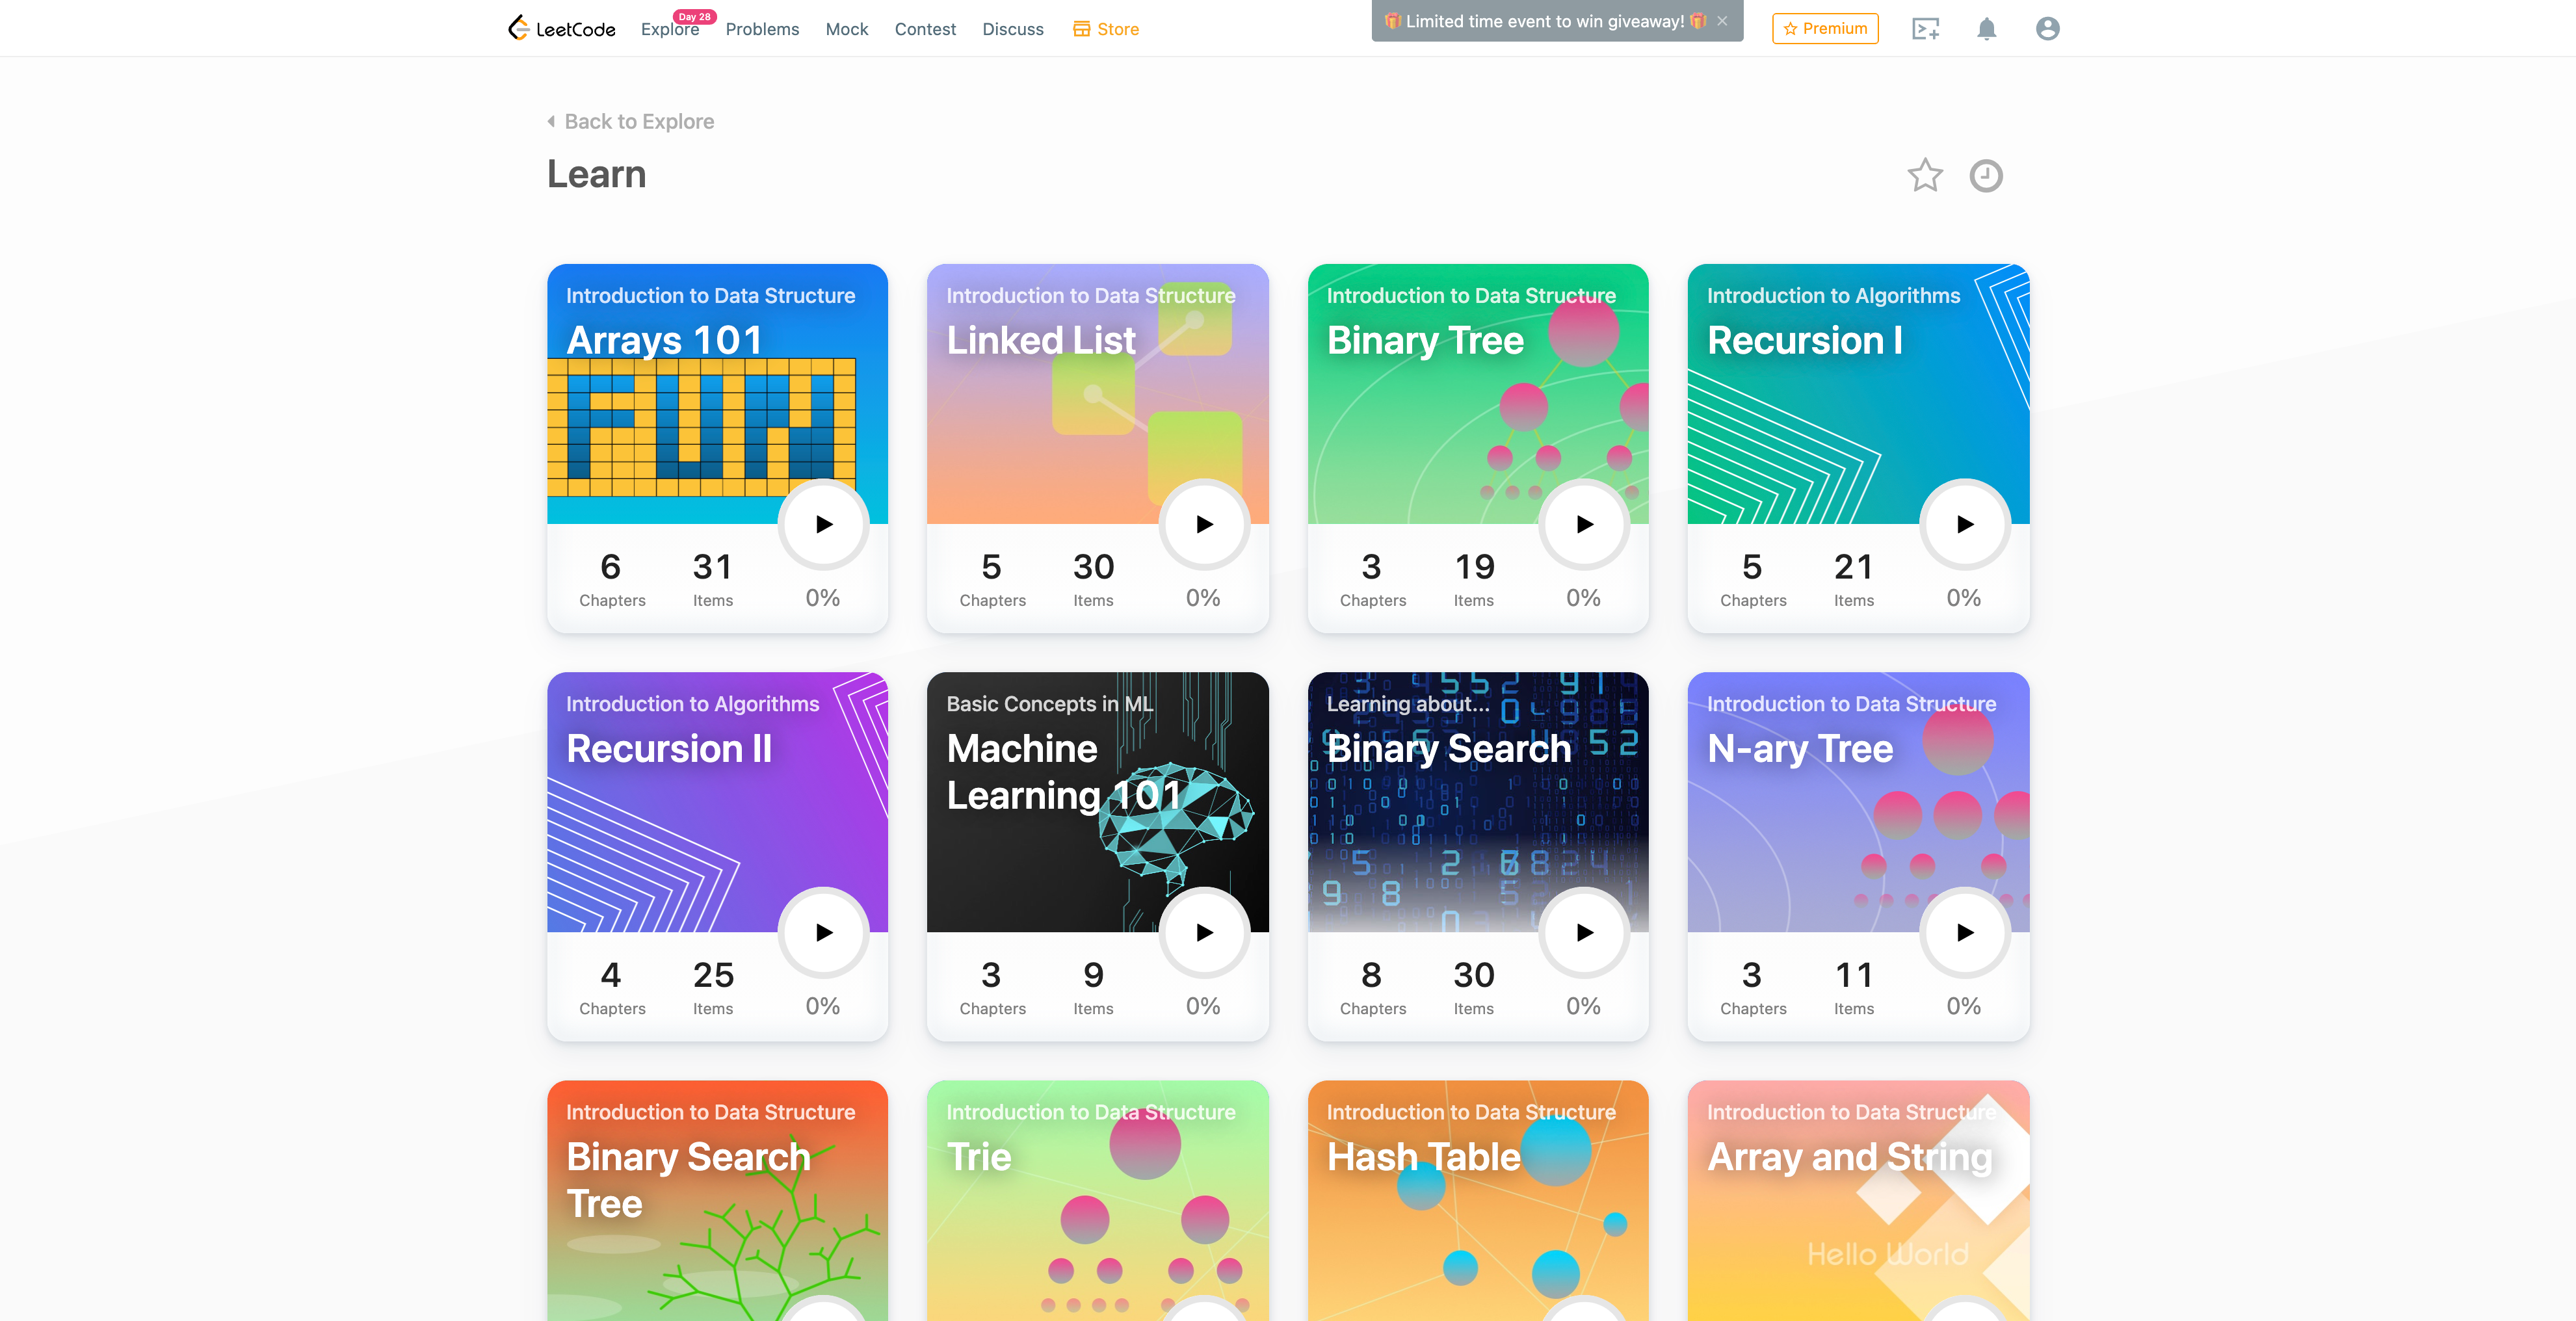 LeetCode Explore Day 28 Problems Mock Contest Discuss Store Limited time event to win giveaway! Premium
Back to Explore
Learn
Introduction to Data Structure
Arrays 101
FUN
6 31
Chapters Items 0%
Introduction to Data Structure
Linked List
5 30
Chapters Items 0%
Introduction to Data Structure
Binary Tree
3 19
Chapters Items 0%
Introduction to Algorithms
Recursion I
5 21
Chapters Items 0%
Introduction to Algorithms
Recursion II
4 25
Chapters Items 0%
Basic Concepts in ML
Machine
Learning 101
3 9
Chapters Items 0%
Learning about...
Binary Search
8 30
Chapters Items 0%
Introduction to Data Structure
N-ary Tree
3 11
Chapters Items 0%
Introduction to Data Structure
Binary Search
Tree
Introduction to Data Structure
Trie
Introduction to Data Structure
Hash Table
Introduction to Data Structure
Array and String
Hello World